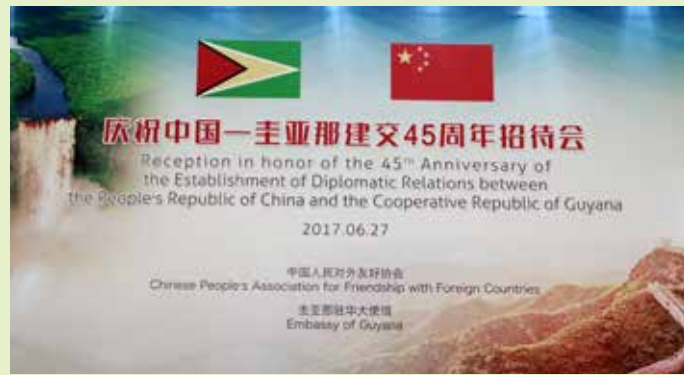 庆祝中国—圭亚那建交45周年招待会
Reception in honor of the 45th Anniversary of
the Establishment of Diplomatic Relations between
the People's Republic of China and the Cooperative Republic of Guyana
2017.06.27
中国人民对外友好协会
Chinese People's Association for Friendship with Foreign Countries
圭亚那驻华大使馆
Embassy of Guyana